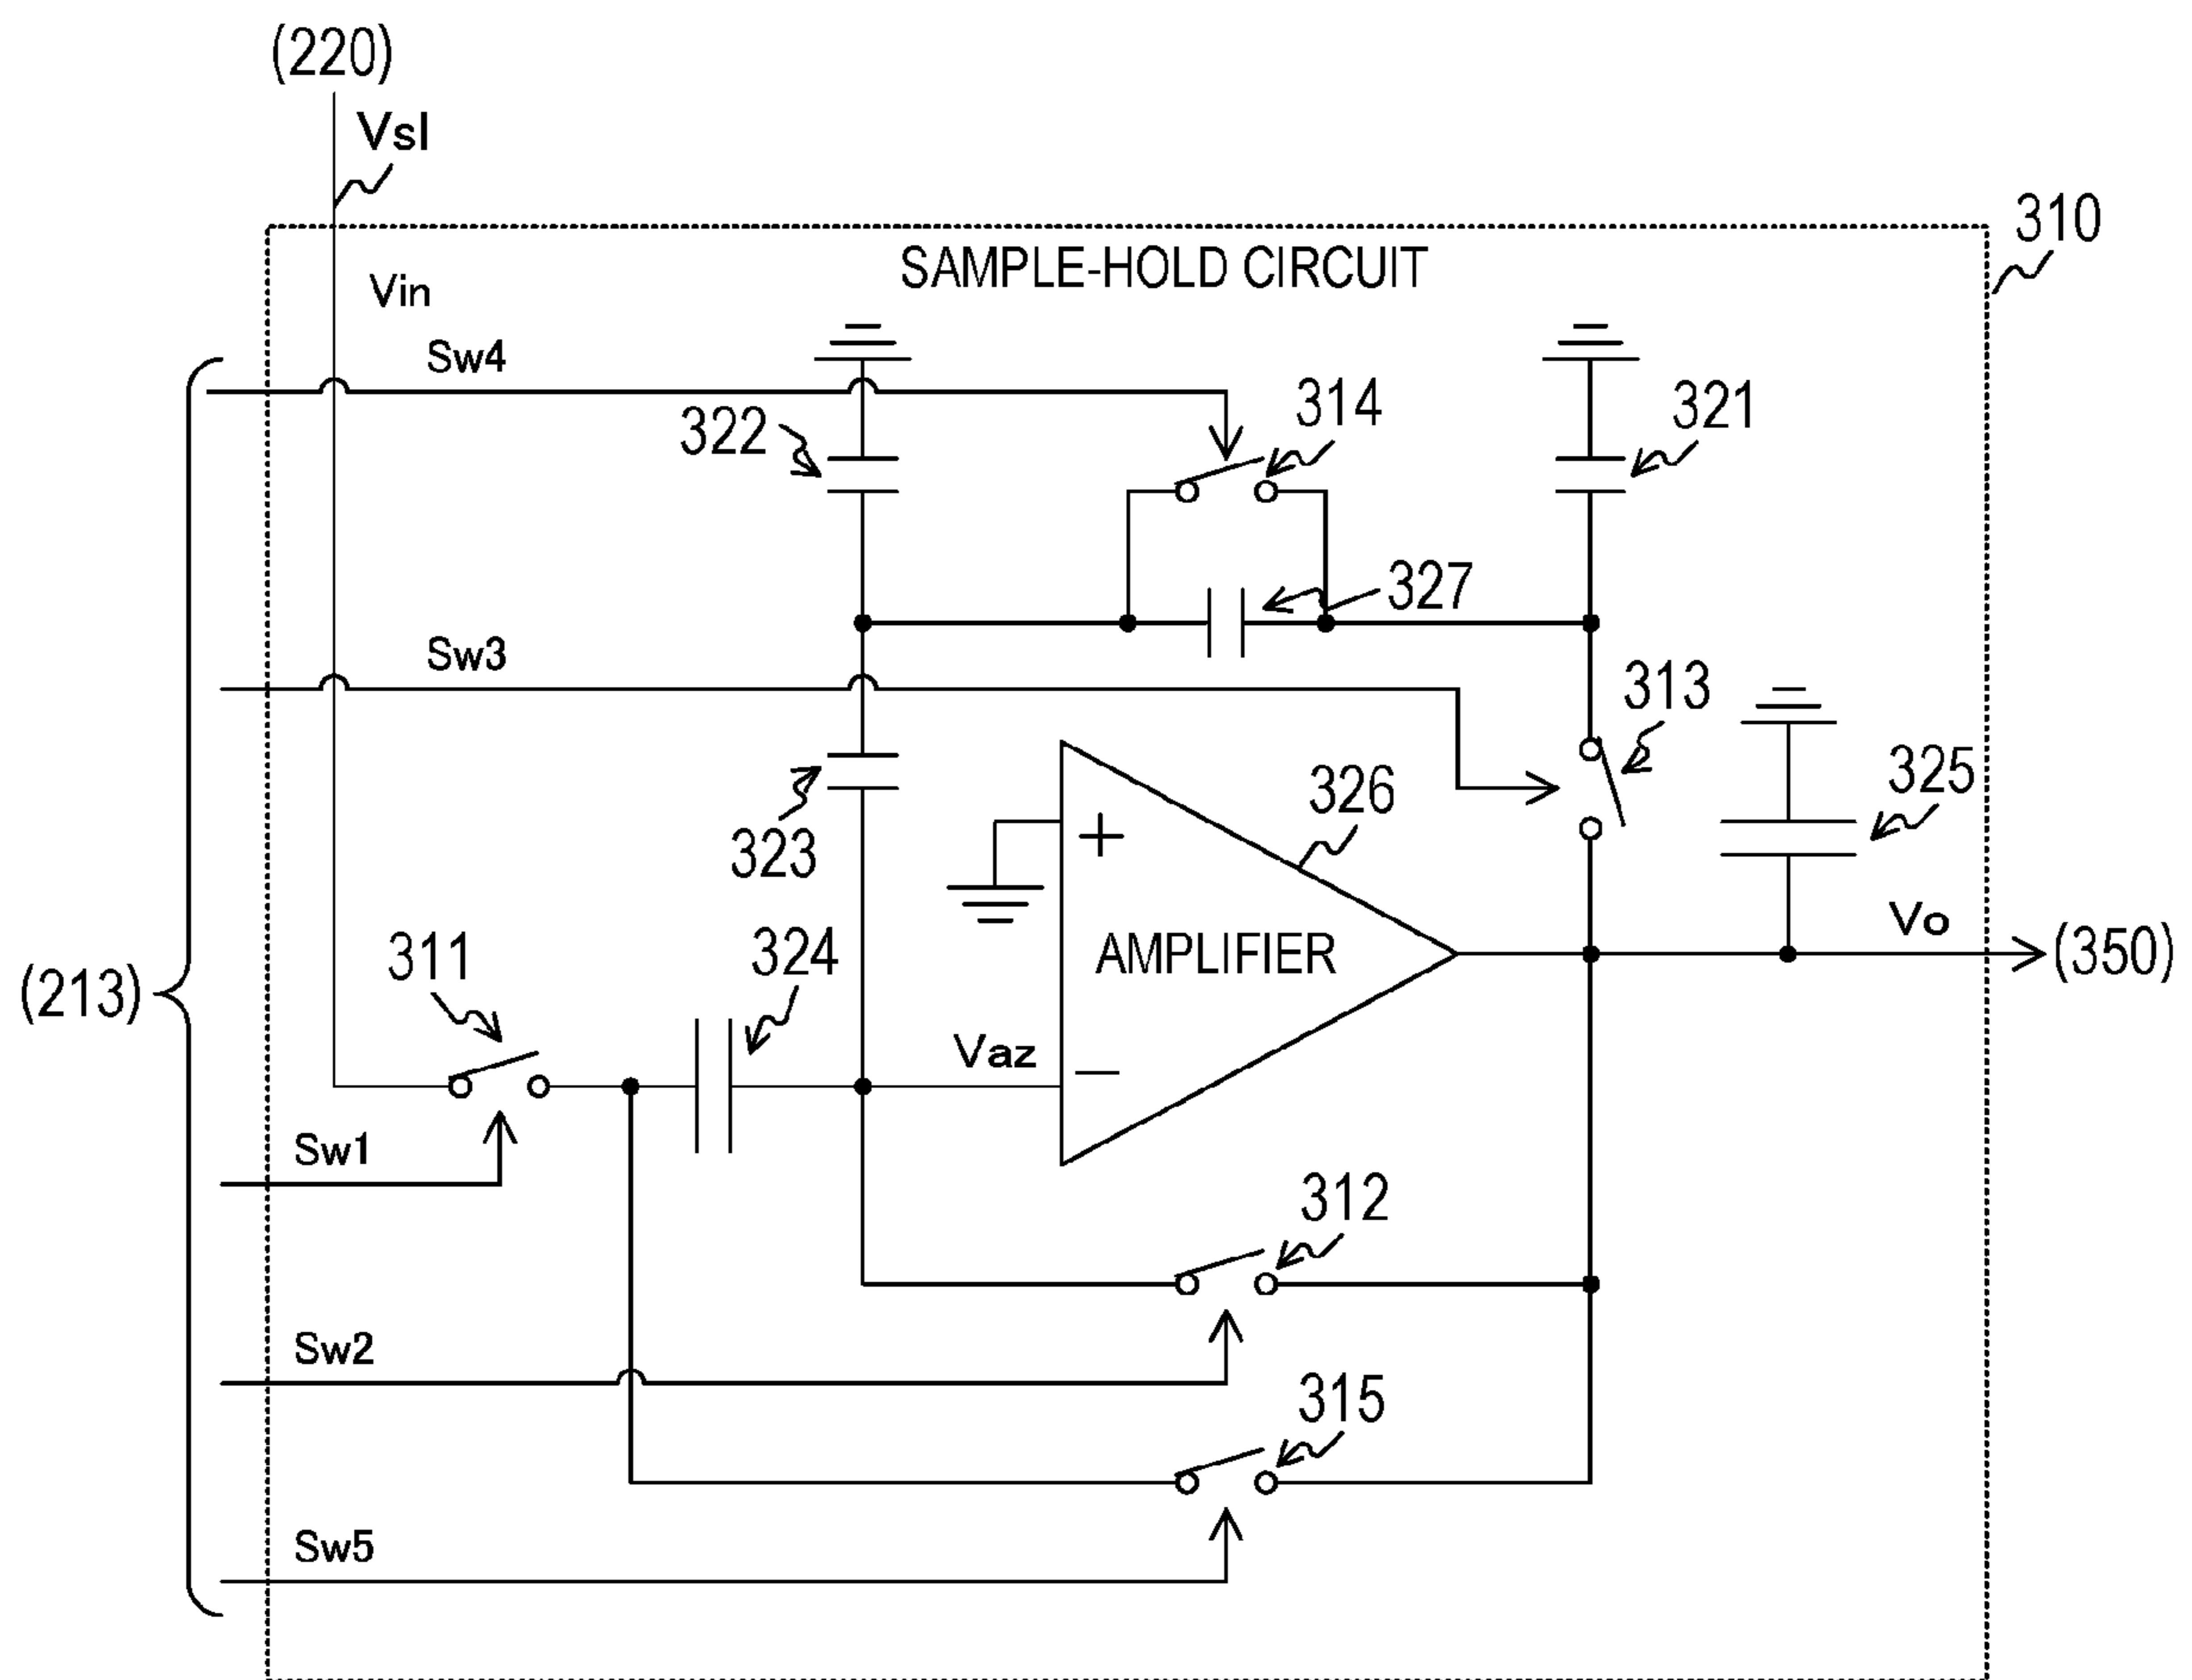 (220)
Vsl
310
SAMPLE-HOLD CIRCUIT
Vin
Sw4
322
314
321
327
Sw3
313
323
326
325
+
AMPLIFIER
Vo
(350)
(213)
311
324
Vaz
−
Sw1
312
Sw2
315
Sw5